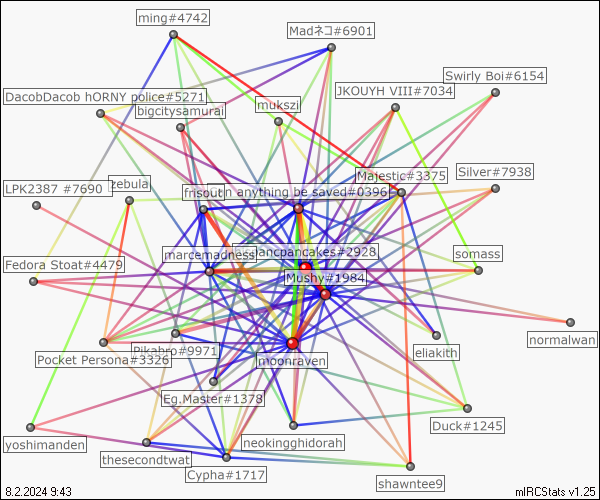 ming#4742
Madネコ#6901
Swirly Boi#6154
JKOUYH VIII#7034
DacobDacob hORNY police#5271
mukszi
bigcitysamurai
Majestic#3375
Silver#7938
LPK2387 #7690
zebula
frisout
n anything be saved#0396
marcemadness
pancpancakes#2928
somass
Fedora Stoat#4479
Mushy#1984
normalwan
Pikahro#9971
eliakith
Pocket Persona#3326
moonraven
Eg.Master#1378
Duck#1245
yoshimanden
neokingghidorah
thesecondtwat
Cypha#1717
shawntee9
8.2.2024 9:43
mIRCStats v1.25